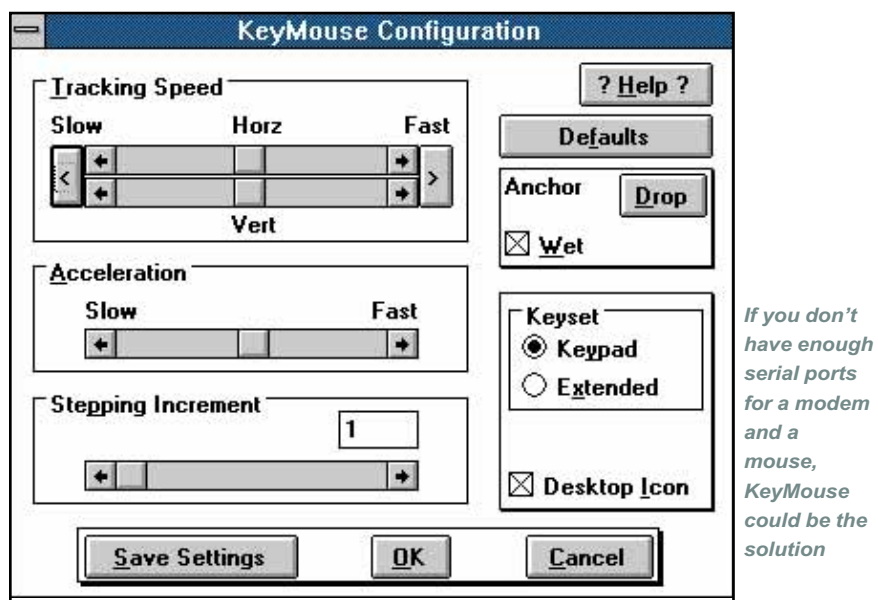 KeyMouse Configuration
Tracking Speed
Slow Horz Fast
< >
Vert
Acceleration
Slow Fast
Stepping Increment
1
? Help ?
Defaults
Anchor Drop
Wet
Keyset
Keypad
Extended
Desktop Icon
Save Settings OK Cancel
If you don't
have enough
serial ports
for a modem
and a
mouse,
KeyMouse
could be the
solution